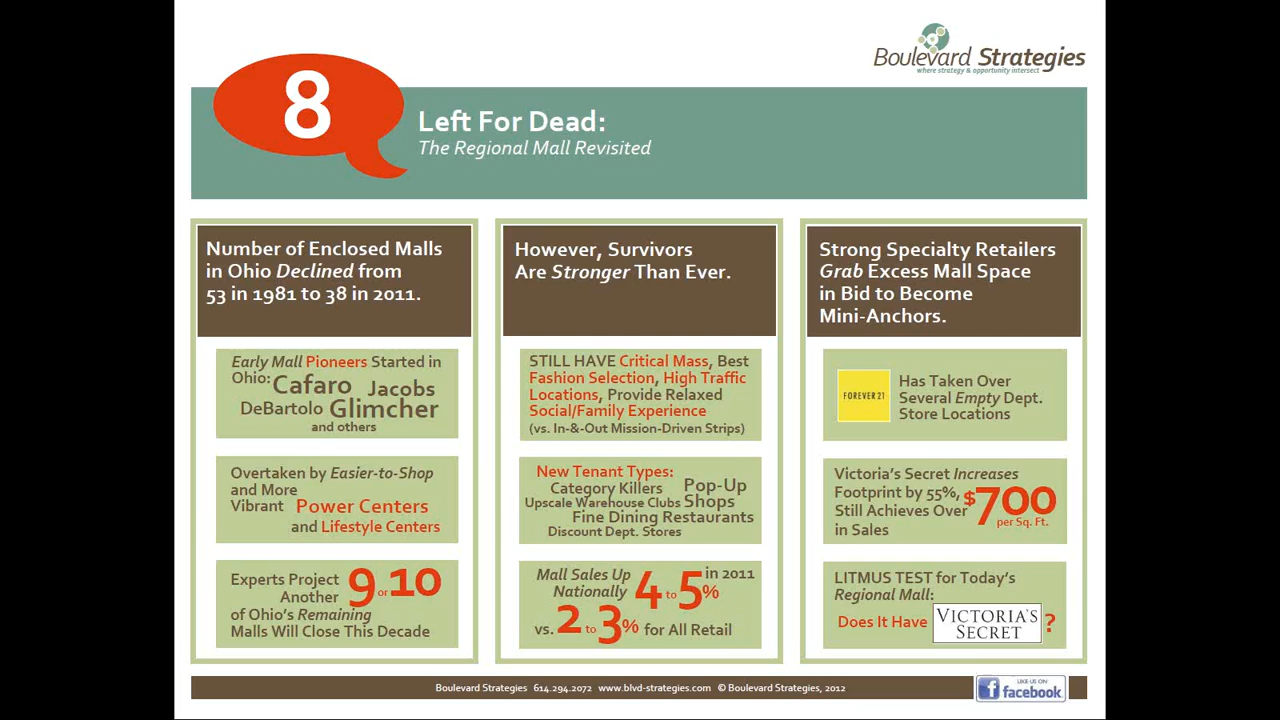 Boulevard Strategies
where strategy & opportunity intersect
8
Left For Dead:
The Regional Mall Revisited
Number of Enclosed Malls
in Ohio Declined from
53 in 1981 to 38 in 2011.
Early Mall Pioneers Started in
Ohio: Cafaro Jacobs
DeBartolo Glimcher
and others
Overtaken by Easier-to-Shop
and More
Vibrant Power Centers
and Lifestyle Centers
Experts Project 9 or 10
Another
of Ohio's Remaining
Malls Will Close This Decade
However, Survivors
Are Stronger Than Ever.
STILL HAVE Critical Mass, Best
Fashion Selection, High Traffic
Locations, Provide Relaxed
Social/Family Experience
(vs. In-&-Out Mission-Driven Strips)
New Tenant Types:
Category Killers Pop-Up
Upscale Warehouse Clubs Shops
Fine Dining Restaurants
Discount Dept. Stores
Mall Sales Up
Nationally 4 to 5% in 2011
vs. 2 to 3% for All Retail
Strong Specialty Retailers
Grab Excess Mall Space
in Bid to Become
Mini-Anchors.
FOREVER 21
Has Taken Over
Several Empty Dept.
Store Locations
Victoria's Secret Increases
Footprint by 55%,
Still Achieves Over $700 per Sq. Ft.
in Sales
LITMUS TEST for Today's
Regional Mall:
Does It Have VICTORIA'S SECRET ?
Boulevard Strategies 614.294.2072 www.blvd-strategies.com © Boulevard Strategies, 2012
LIKE US ON
facebook